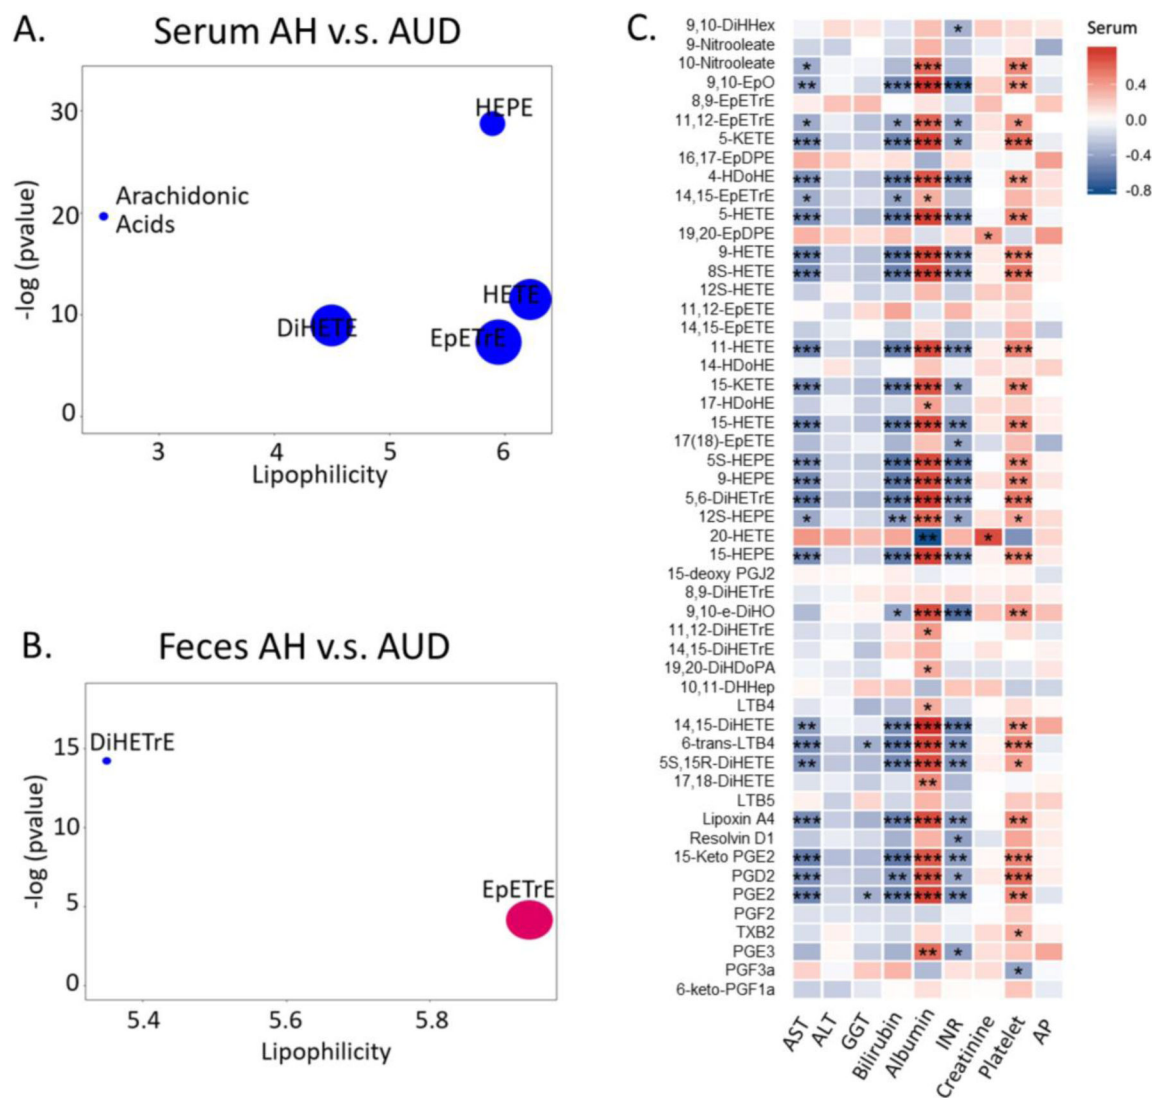 A.
Serum AH v.s. AUD
HEPE
Arachidonic
Acids
HETE
DiHETE
EpETrE
30
20
10
0
-log (pvalue)
3
4
5
6
Lipophilicity
B.
Feces AH v.s. AUD
DiHETrE
EpETrE
15
10
5
0
-log (pvalue)
5.4
5.6
5.8
Lipophilicity
C.
Serum
0.4
0.0
-0.4
-0.8
9,10-DiHHex *
9-Nitrooleate
10-Nitrooleate * *** **
9,10-EpO ** *** *** *** **
8,9-EpETrE
11,12-EpETrE * * *** * *
5-KETE *** *** *** * ***
16,17-EpDPE
4-HDoHE *** *** *** *** **
14,15-EpETrE * * *
5-HETE *** *** *** *** **
19,20-EpDPE *
9-HETE *** *** *** *** ***
8S-HETE *** *** *** *** ***
12S-HETE
11,12-EpETE
14,15-EpETE
11-HETE *** *** *** *** ***
14-HDoHE
15-KETE *** *** *** * **
17-HDoHE *
15-HETE *** *** *** ** **
17(18)-EpETE *
5S-HEPE *** *** *** *** **
9-HEPE *** *** *** *** **
5,6-DiHETrE *** *** *** *** ***
12S-HEPE * ** *** * *
20-HETE ** *
15-HEPE *** *** *** *** ***
15-deoxy PGJ2
8,9-DiHETrE
9,10-e-DiHO * *** *** **
11,12-DiHETrE *
14,15-DiHETrE
19,20-DiHDoPA *
10,11-DHHep
LTB4 *
14,15-DiHETE ** *** *** *** **
6-trans-LTB4 *** * *** *** ** ***
5S,15R-DiHETE ** *** *** ** *
17,18-DiHETE **
LTB5
Lipoxin A4 *** *** *** ** **
Resolvin D1 *
15-Keto PGE2 *** *** *** ** ***
PGD2 *** ** *** * ***
PGE2 *** * *** *** ** **
PGF2
TXB2 *
PGE3 ** *
PGF3a *
6-keto-PGF1a
AST
ALT
GGT
Bilirubin
Albumin
INR
Creatinine
Platelet
AP